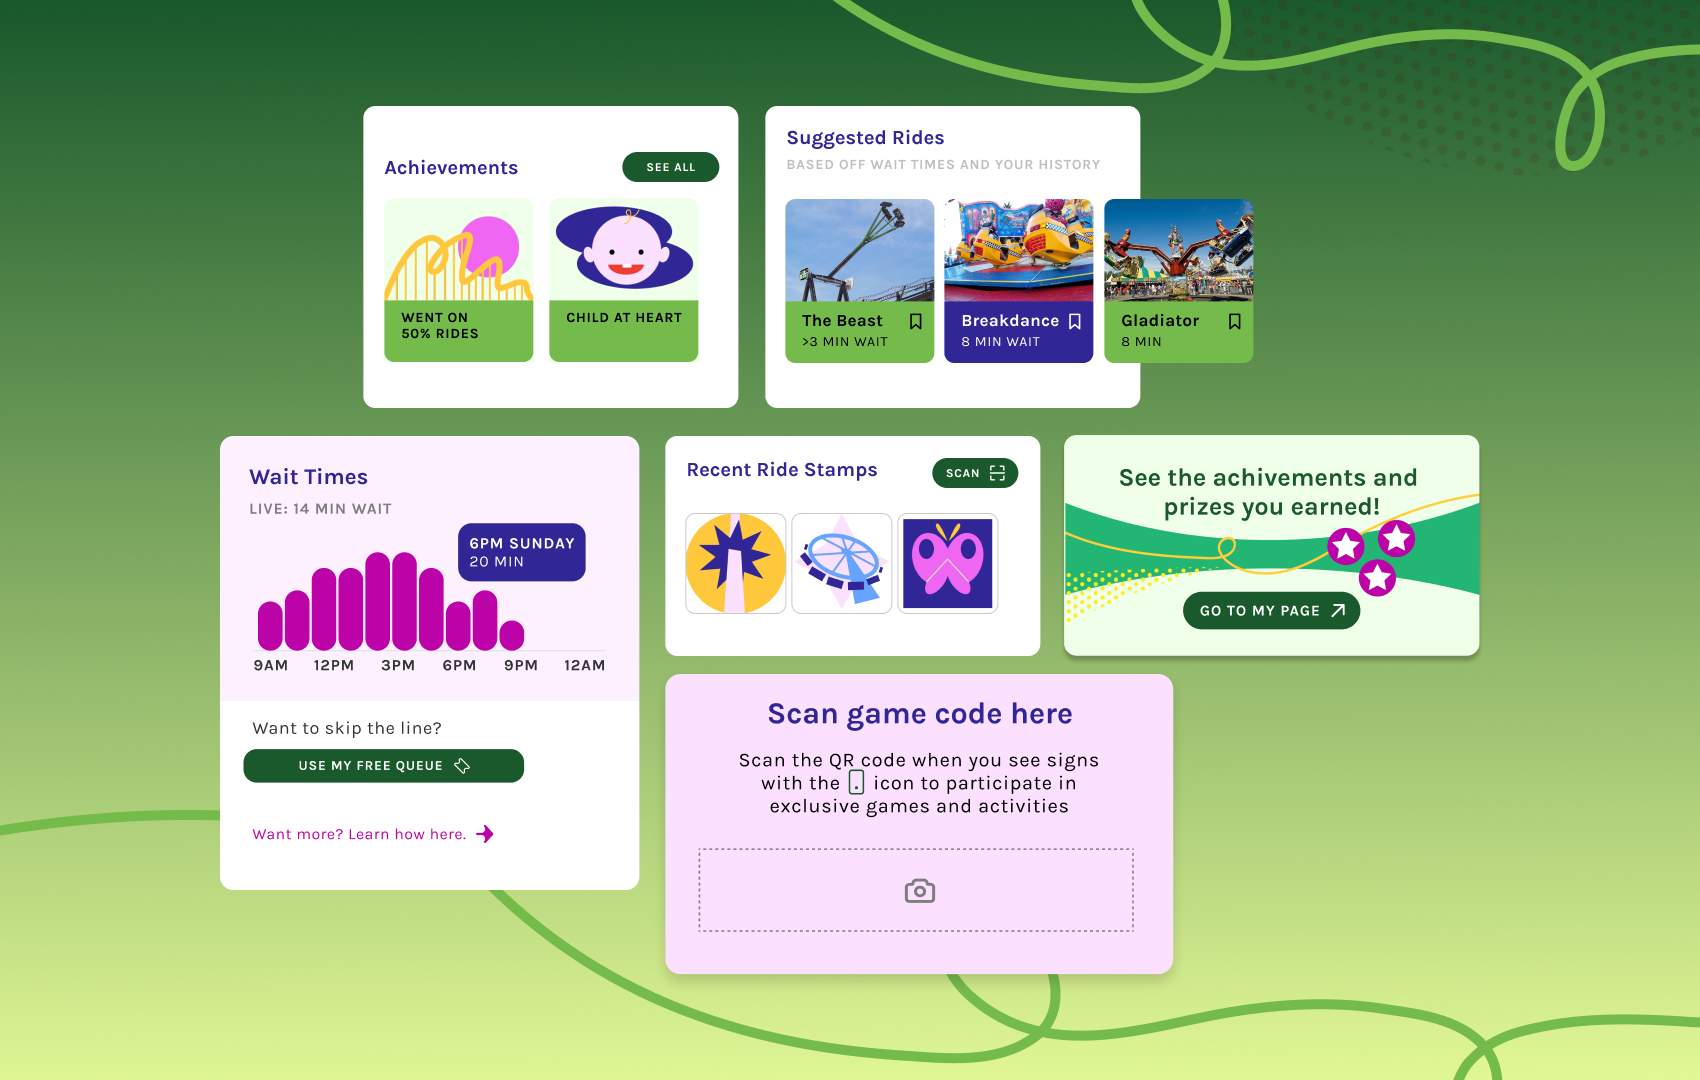 Achievements
SEE ALL
WENT ON
50% RIDES
CHILD AT HEART
Suggested Rides
BASED OFF WAIT TIMES AND YOUR HISTORY
The Beast
>3 MIN WAIT
Breakdance
8 MIN WAIT
Gladiator
8 MIN
Wait Times
LIVE: 14 MIN WAIT
6PM SUNDAY
20 MIN
9AM 12PM 3PM 6PM 9PM 12AM
Want to skip the line?
USE MY FREE QUEUE
Want more? Learn how here.
Recent Ride Stamps
SCAN
See the achivements and
prizes you earned!
GO TO MY PAGE
Scan game code here
Scan the QR code when you see signs
with the icon to participate in
exclusive games and activities